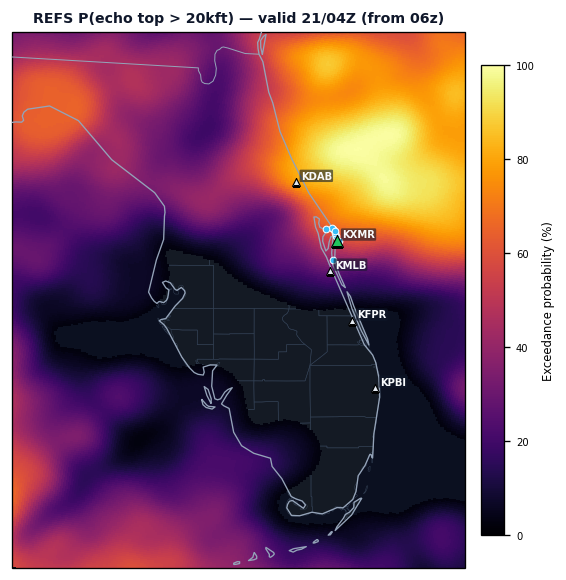 REFS P(echo top > 20kft) — valid 21/04Z (from 06z)
KDAB
KXMR
KMLB
KFPR
KPBI
100
80
60
40
20
0
Exceedance probability (%)